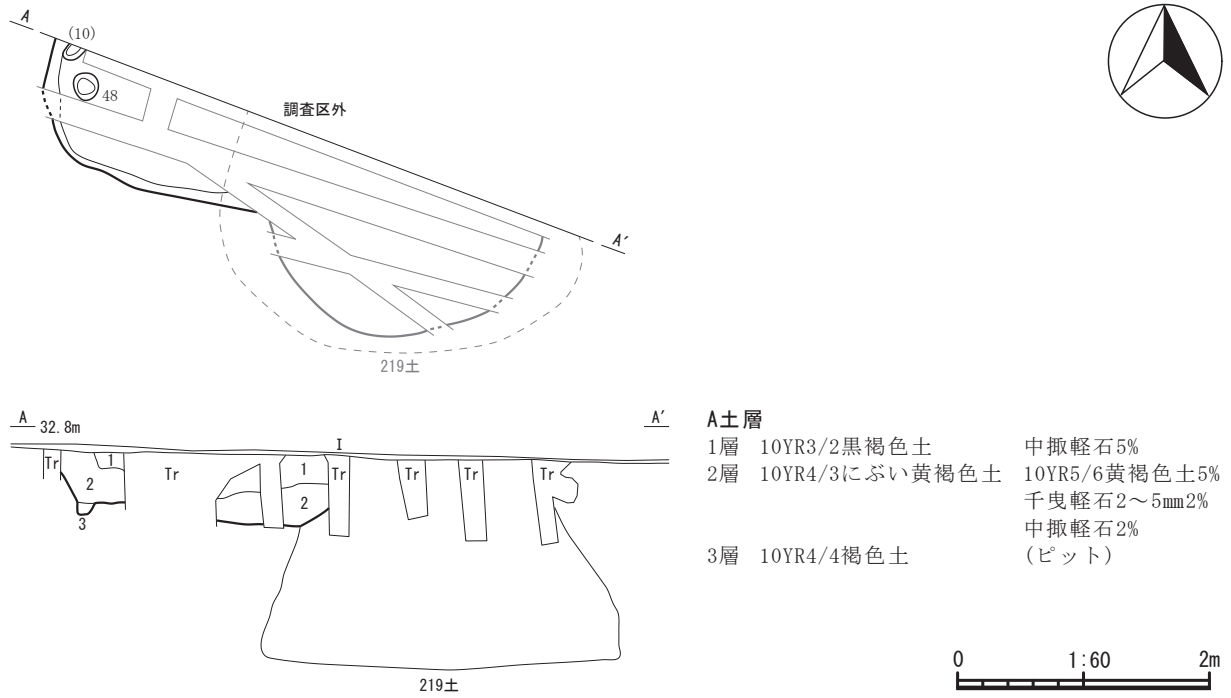 A
(10)
48
調査区外
A′
219土
A 32.8m
A′
I
Tr
1
2
3
Tr
1
2
Tr
Tr
Tr
Tr
219土
A土層
1層 10YR3/2黒褐色土 中掫軽石5%
2層 10YR4/3にぶい黄褐色土 10YR5/6黄褐色土5%
千曳軽石2～5㎜2%
中掫軽石2%
3層 10YR4/4褐色土 (ピット)
0 1:60 2m